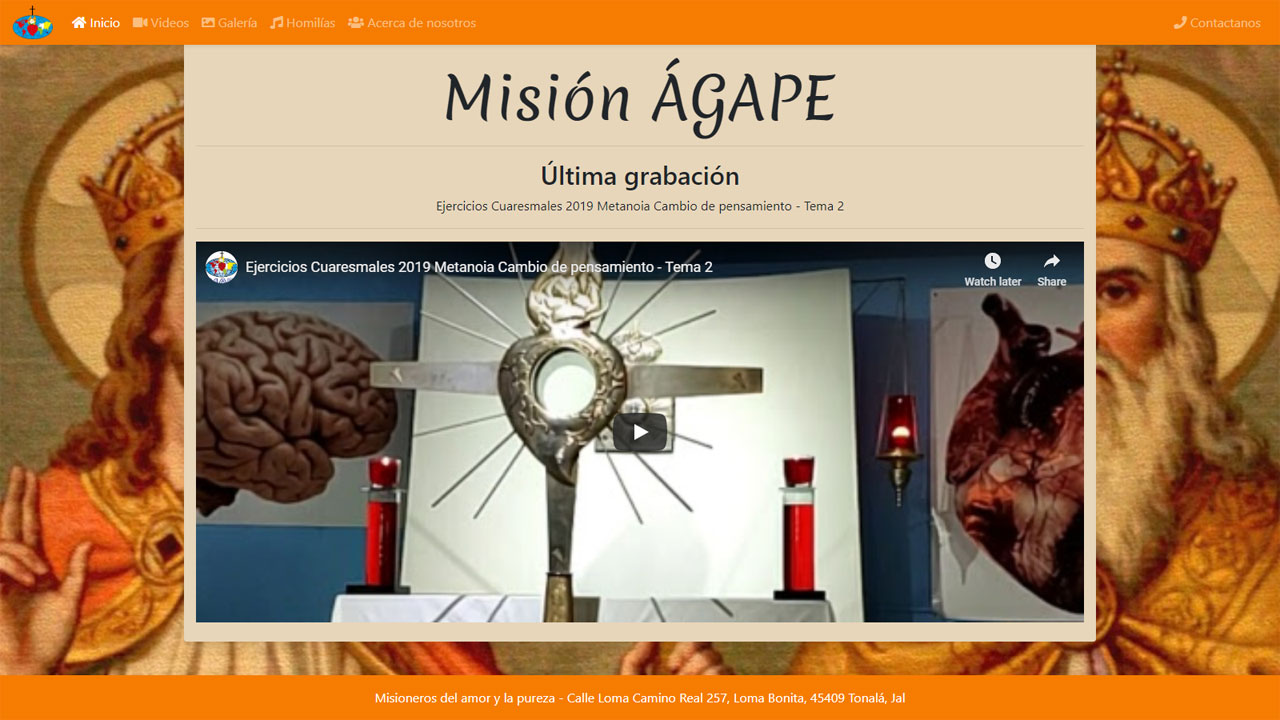 Inicio Videos Galería Homilías Acerca de nosotros Contactanos
Misión ÁGAPE
Última grabación
Ejercicios Cuaresmales 2019 Metanoia Cambio de pensamiento - Tema 2
Ejercicios Cuaresmales 2019 Metanoia Cambio de pensamiento - Tema 2
Watch later Share
Misioneros del amor y la pureza - Calle Loma Camino Real 257, Loma Bonita, 45409 Tonalá, Jal